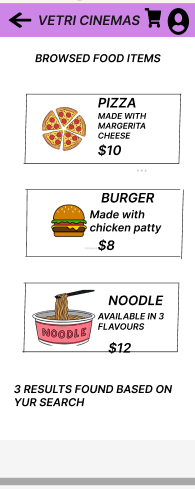 VETRI CINEMAS
BROWSED FOOD ITEMS
PIZZA
MADE WITH
MARGERITA
CHEESE
$10
BURGER
Made with
chicken patty
$8
NOODLE
NOODLE
AVAILABLE IN 3
FLAVOURS
$12
3 RESULTS FOUND BASED ON
YUR SEARCH